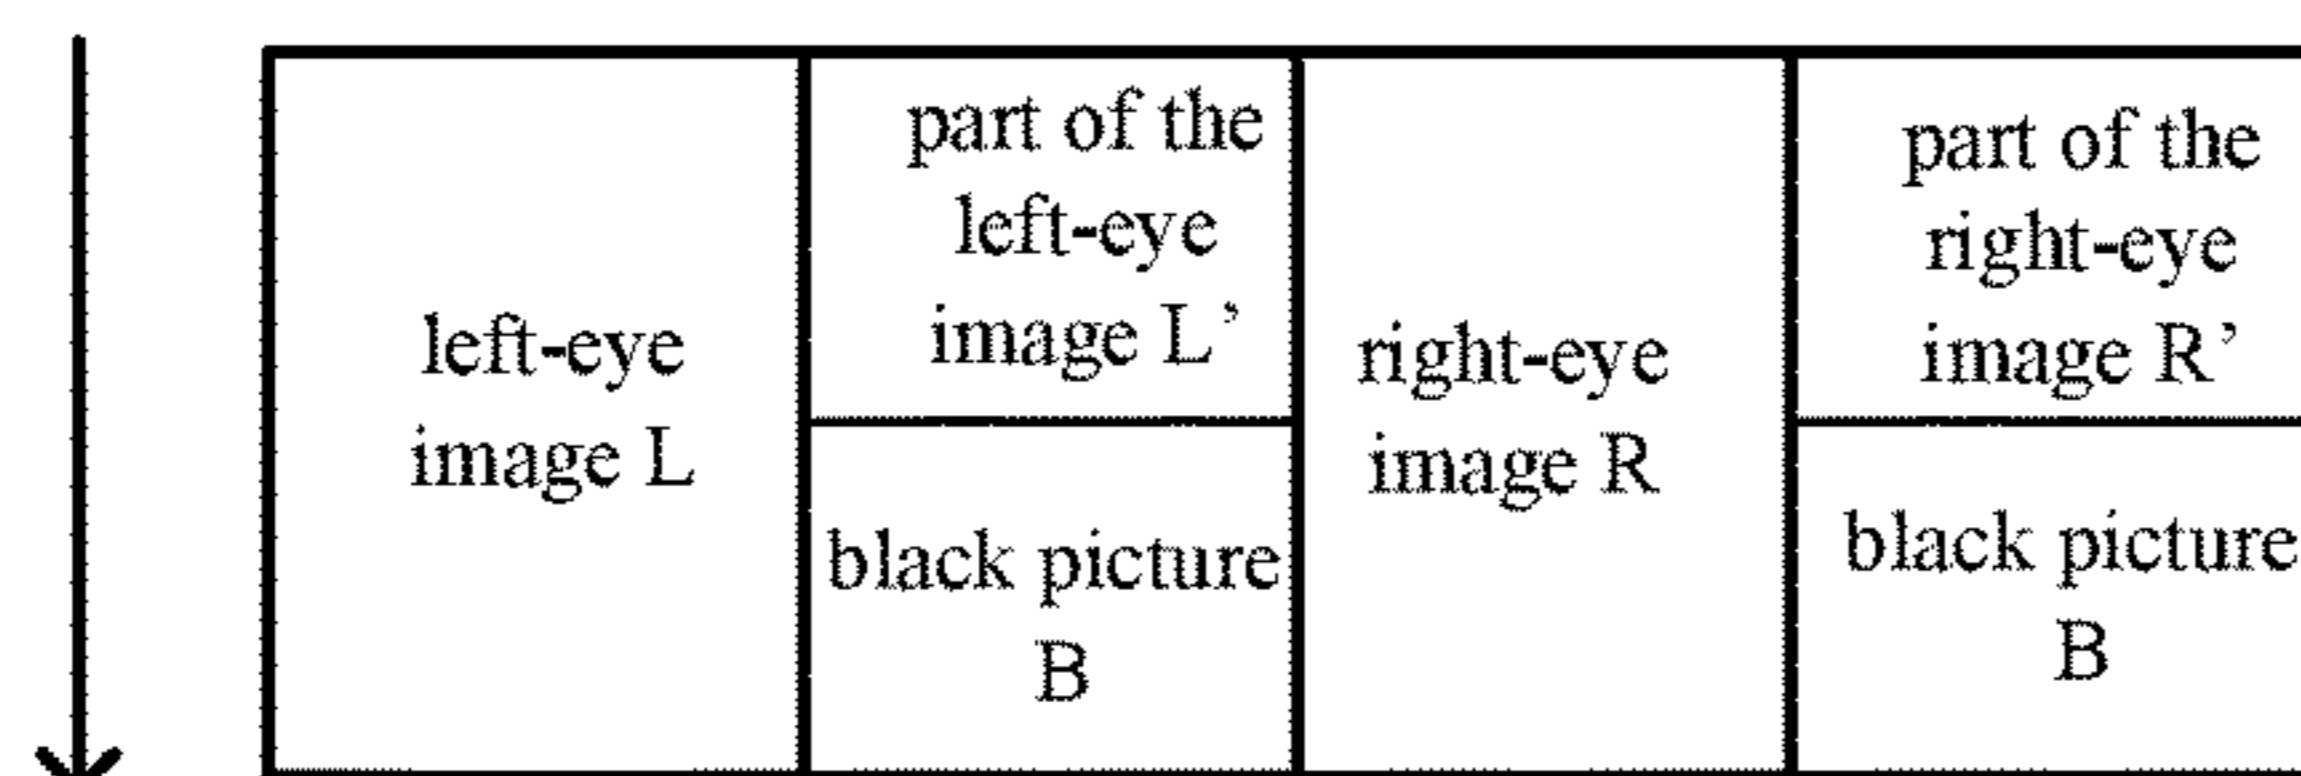 left-eye
image L
part of the
left-eye
image L’
black picture
B
right-eye
image R
part of the
right-eye
image R’
black picture
B